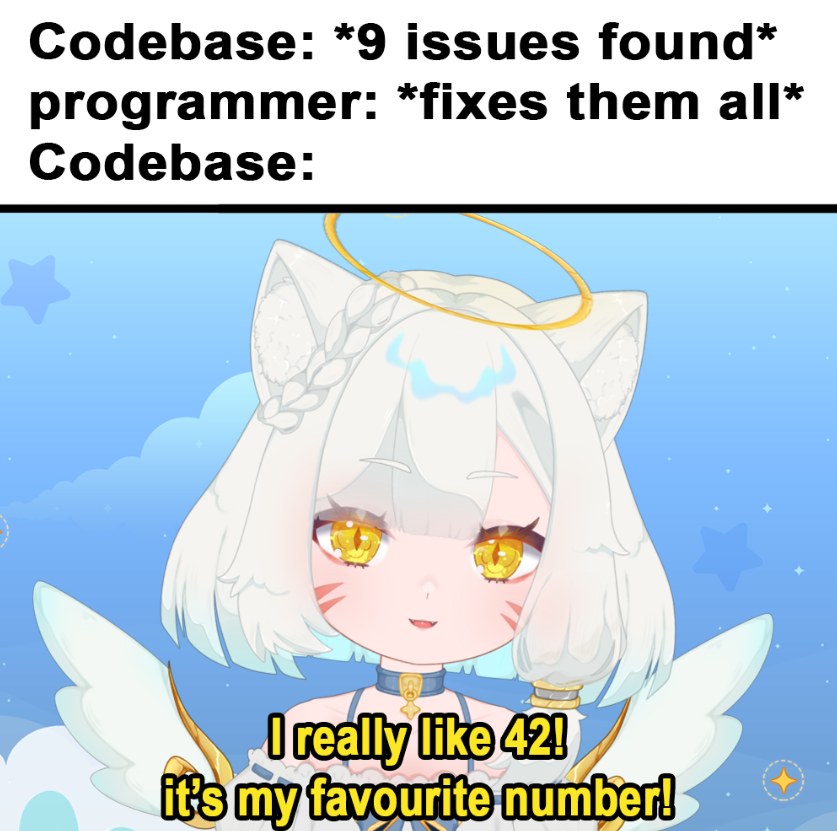 Codebase: *9 issues found*
programmer: *fixes them all*
Codebase:
I really like 42!
it's my favourite number!